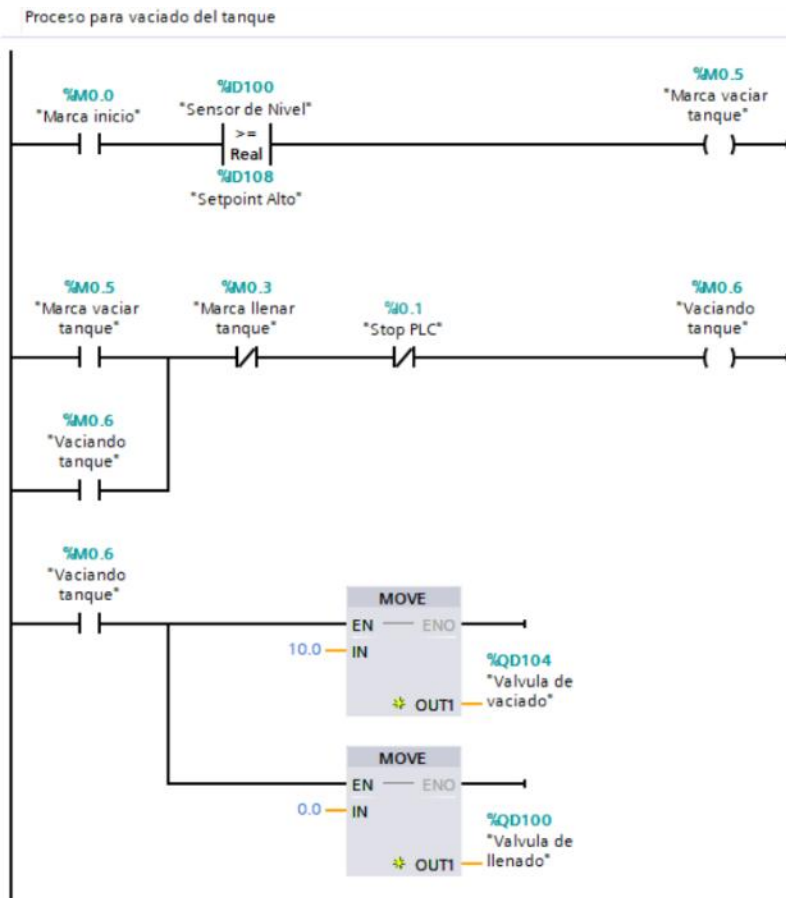 Proceso para vaciado del tanque
%M0.0
"Marca inicio"
%ID100
"Sensor de Nivel"
>=
Real
%ID108
"Setpoint Alto"
%M0.5
"Marca vaciar
tanque"
%M0.5
"Marca vaciar
tanque"
%M0.3
"Marca llenar
tanque"
%I0.1
"Stop PLC"
%M0.6
"Vaciando
tanque"
%M0.6
"Vaciando
tanque"
%M0.6
"Vaciando
tanque"
MOVE
EN
ENO
10.0
IN
OUT1
%QD104
"Valvula de
vaciado"
MOVE
EN
ENO
0.0
IN
OUT1
%QD100
"Valvula de
llenado"